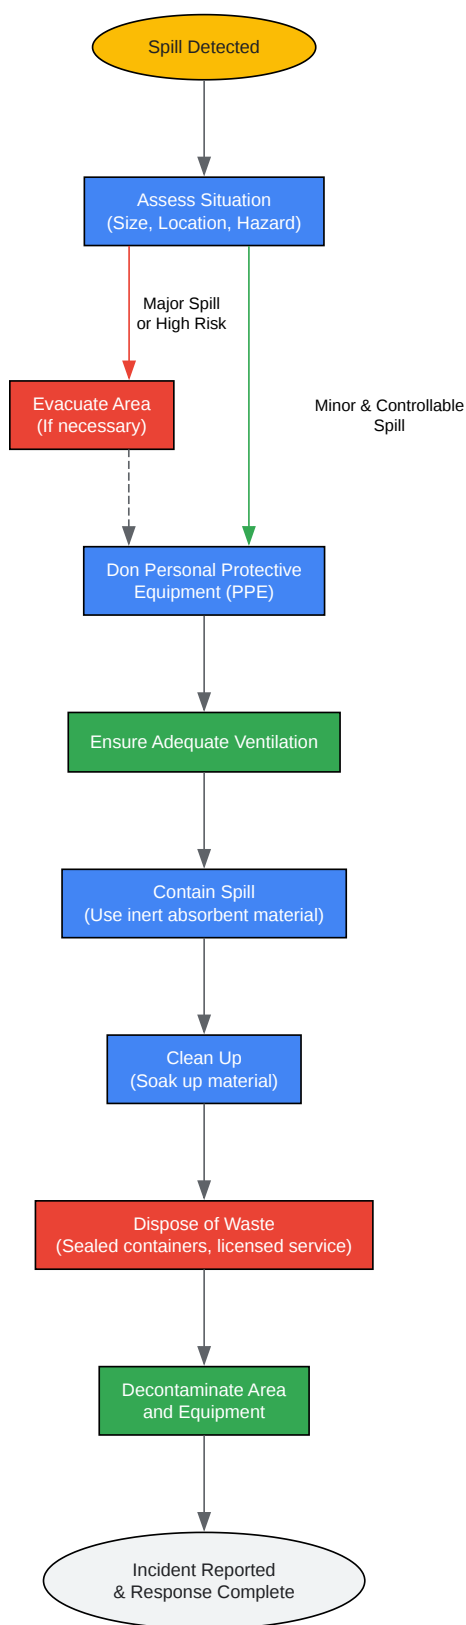 Spill Detected
Assess Situation
(Size, Location, Hazard)
Major Spill
or High Risk
Evacuate Area
(If necessary)
Minor & Controllable
Spill
Don Personal Protective
Equipment (PPE)
Ensure Adequate Ventilation
Contain Spill
(Use inert absorbent material)
Clean Up
(Soak up material)
Dispose of Waste
(Sealed containers, licensed service)
Decontaminate Area
and Equipment
Incident Reported
& Response Complete